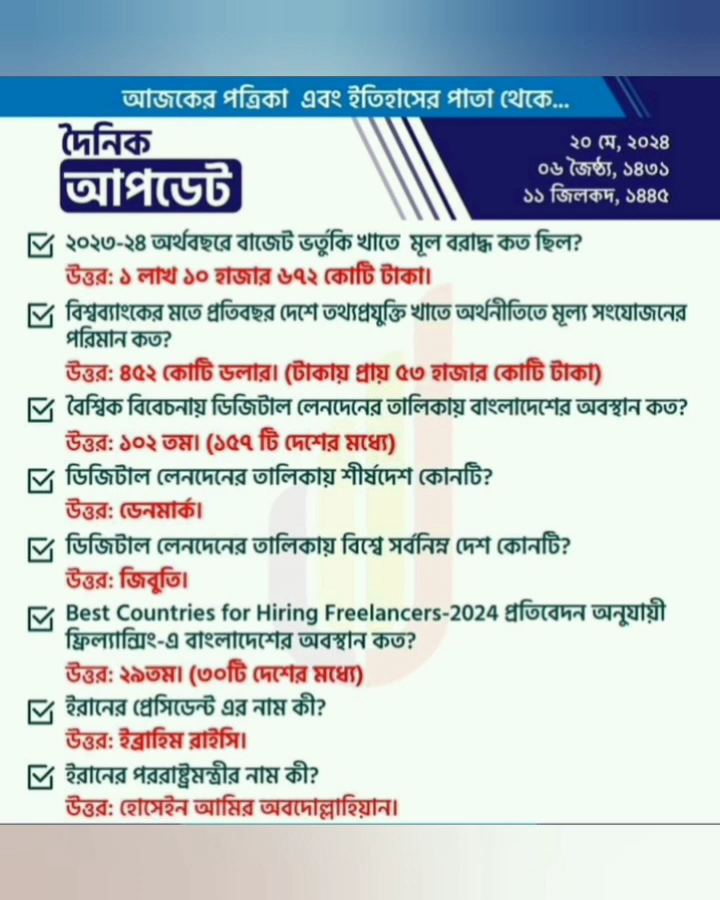 আজকের পত্রিকা এবং ইতিহাসের পাতা থেকে...
দৈনিক
আপডেট
২০ মে, ২০২৪
০৬ জৈষ্ঠ্য, ১৪৩১
১১ জিলকদ, ১৪৪৫
২০২৩-২৪ অর্থবছরে বাজেট ভর্তুকি খাতে মূল বরাদ্ধ কত ছিল?
উত্তর: ১ লাখ ১০ হাজার ৬৭২ কোটি টাকা।
বিশ্বব্যাংকের মতে প্রতিবছর দেশে তথ্যপ্রযুক্তি খাতে অর্থনীতিতে মূল্য সংযোজনের
পরিমান কত?
উত্তর: ৪৫২ কোটি ডলার। (টাকায় প্রায় ৫৩ হাজার কোটি টাকা)
বৈশ্বিক বিবেচনায় ডিজিটাল লেনদেনের তালিকায় বাংলাদেশের অবস্থান কত?
উত্তর: ১০২ তম। (১৫৭ টি দেশের মধ্যে)
ডিজিটাল লেনদেনের তালিকায় শীর্ষদেশ কোনটি?
উত্তর: ডেনমার্ক।
ডিজিটাল লেনদেনের তালিকায় বিশ্বে সর্বনিম্ন দেশ কোনটি?
উত্তর: জিবুতি।
Best Countries for Hiring Freelancers-2024 প্রতিবেদন অনুযায়ী
ফ্রিল্যান্সিং-এ বাংলাদেশের অবস্থান কত?
উত্তর: ২৯তম। (৩০টি দেশের মধ্যে)
ইরানের প্রেসিডেন্ট এর নাম কী?
উত্তর: ইব্রাহিম রাইসি।
ইরানের পররাষ্ট্রমন্ত্রীর নাম কী?
উত্তর: হোসেইন আমির অবদোল্লাহিয়ান।